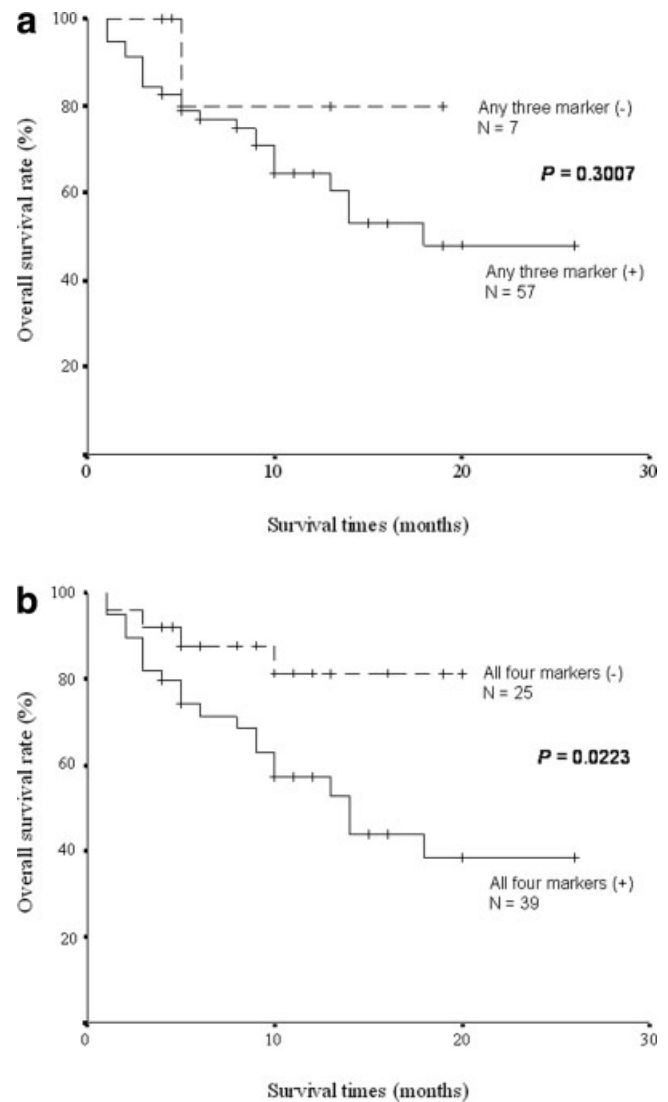 a
100
80
60
40
20
Overall survival rate (%)
Any three marker (-)
N = 7
P = 0.3007
Any three marker (+)
N = 57
0
10
20
30
Survival times (months)
b
100
80
60
40
20
Overall survival rate (%)
All four markers (-)
N = 25
P = 0.0223
All four markers (+)
N = 39
0
10
20
30
Survival times (months)